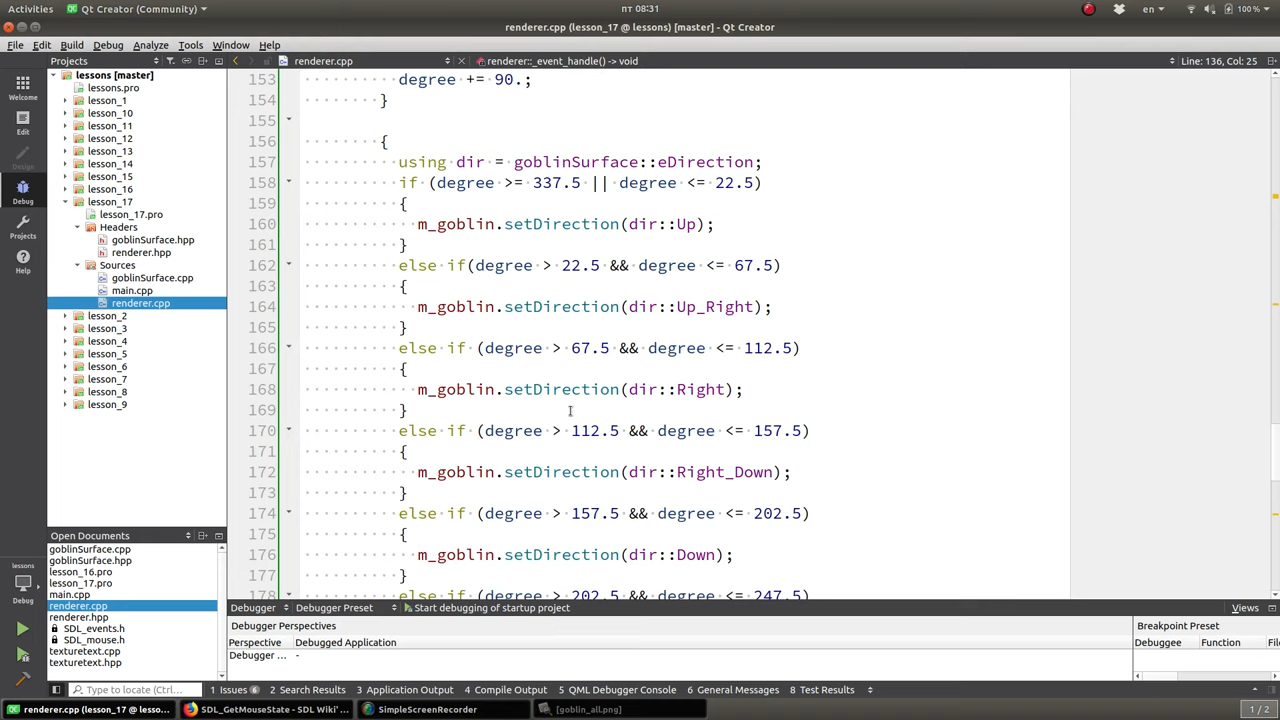 Activities
Qt Creator (Community)
пт 08:31
en
100 %
renderer.cpp (lesson_17 @ lessons) [master] - Qt Creator
File Edit Build Debug Analyze Tools Window Help
Projects
renderer.cpp
renderer::_event_handle() -> void
Line: 136, Col: 25
Welcome
Edit
Design
Debug
Projects
Help
lessons
Debug
lessons [master]
lessons.pro
lesson_1
lesson_10
lesson_11
lesson_12
lesson_13
lesson_14
lesson_15
lesson_16
lesson_17
lesson_17.pro
Headers
goblinSurface.hpp
renderer.hpp
Sources
goblinSurface.cpp
main.cpp
renderer.cpp
lesson_2
lesson_3
lesson_4
lesson_5
lesson_6
lesson_7
lesson_8
lesson_9
Open Documents
goblinSurface.cpp
goblinSurface.hpp
lesson_16.pro
lesson_17.pro
main.cpp
renderer.cpp
renderer.hpp
SDL_events.h
SDL_mouse.h
texturetext.cpp
texturetext.hpp
153 degree += 90.;
154 }
155
156 {
157 using dir = goblinSurface::eDirection;
158 if (degree >= 337.5 || degree <= 22.5)
159 {
160 m_goblin.setDirection(dir::Up);
161 }
162 else if(degree > 22.5 && degree <= 67.5)
163 {
164 m_goblin.setDirection(dir::Up_Right);
165 }
166 else if (degree > 67.5 && degree <= 112.5)
167 {
168 m_goblin.setDirection(dir::Right);
169 }
170 else if (degree > 112.5 && degree <= 157.5)
171 {
172 m_goblin.setDirection(dir::Right_Down);
173 }
174 else if (degree > 157.5 && degree <= 202.5)
175 {
176 m_goblin.setDirection(dir::Down);
177 }
178 else if (degree > 202.5 && degree <= 247.5)
Debugger
Debugger Preset
Start debugging of startup project
Views
Debugger Perspectives
Breakpoint Preset
Perspective Debugged Application
Debuggee Function File
Debugger ... -
Type to locate (Ctrl...
1 Issues 6 2 Search Results 3 Application Output 4 Compile Output 5 QML Debugger Console 6 General Messages 8 Test Results
renderer.cpp (lesson_17 @ lesso...
SDL_GetMouseState - SDL Wiki' ...
SimpleScreenRecorder
[goblin_all.png]
1 / 2